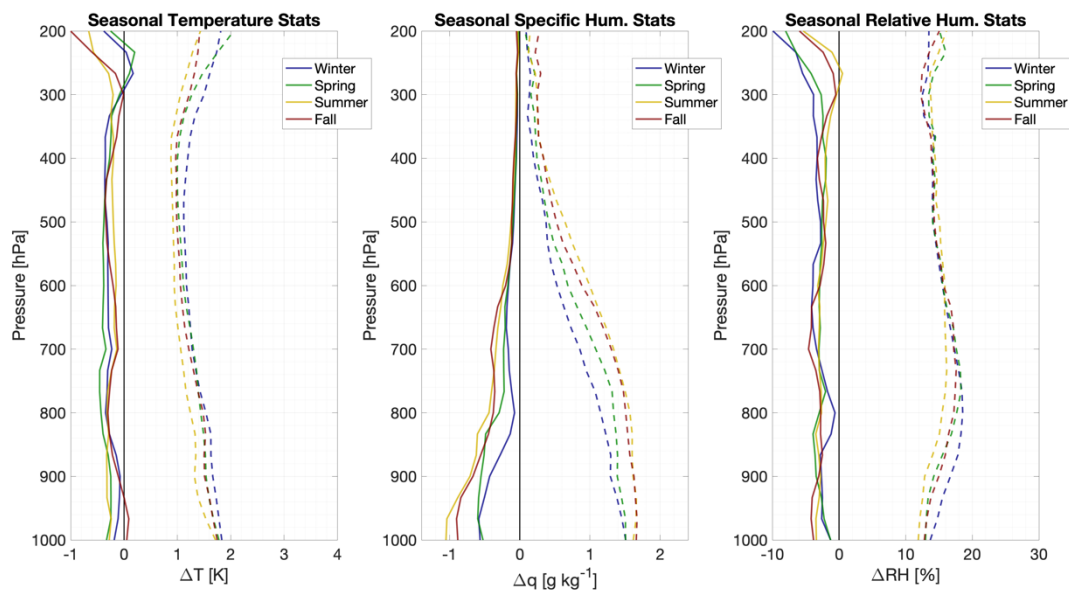 Seasonal Temperature Stats
200
300
400
500
600
700
800
900
1000
Pressure [hPa]
-1
0
1
2
3
4
ΔT [K]
Winter
Spring
Summer
Fall
Seasonal Specific Hum. Stats
200
300
400
500
600
700
800
900
1000
Pressure [hPa]
-1
0
1
2
Δq [g kg⁻¹]
Winter
Spring
Summer
Fall
Seasonal Relative Hum. Stats
200
300
400
500
600
700
800
900
1000
Pressure [hPa]
-10
0
10
20
30
ΔRH [%]
Winter
Spring
Summer
Fall